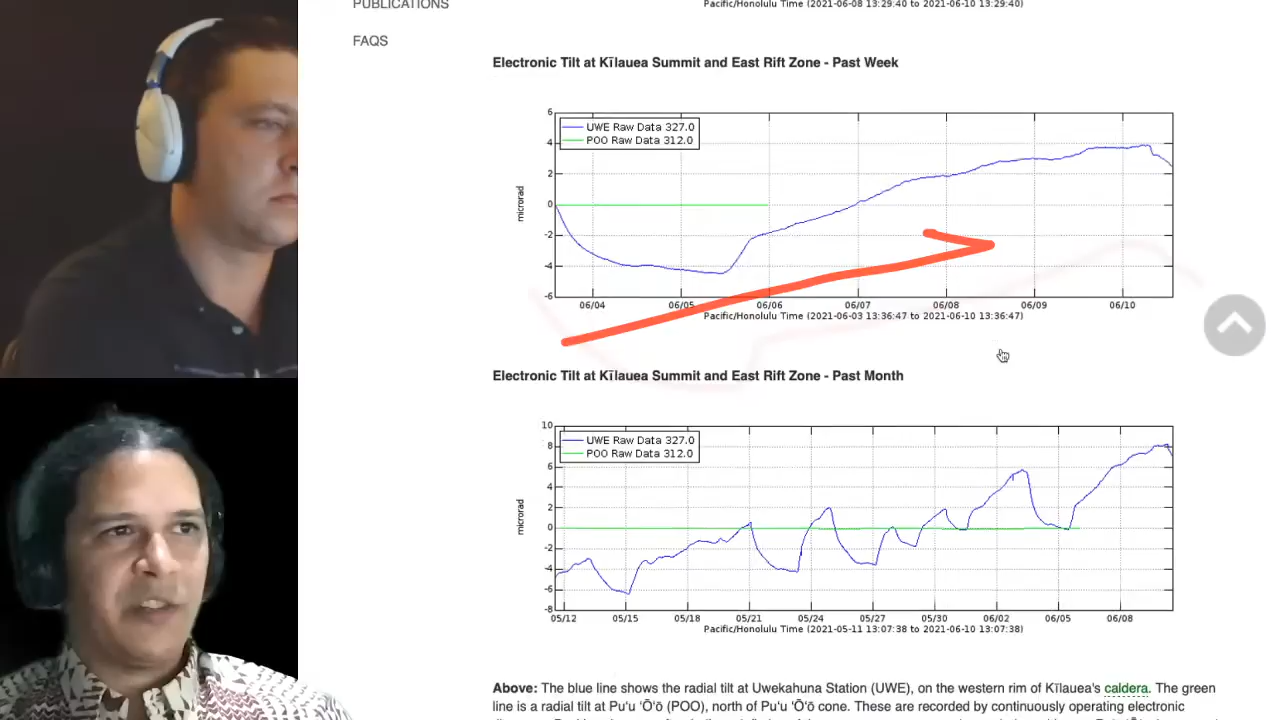 PUBLICATIONS
FAQS
Pacific/Honolulu Time (2021-06-08 13:29:40 to 2021-06-10 13:29:40)
Electronic Tilt at Kīlauea Summit and East Rift Zone - Past Week
UWE Raw Data 327.0
POO Raw Data 312.0
microrad
6
4
2
0
-2
-4
-6
06/04 06/05 06/06 06/07 06/08 06/09 06/10
Pacific/Honolulu Time (2021-06-03 13:36:47 to 2021-06-10 13:36:47)
Electronic Tilt at Kīlauea Summit and East Rift Zone - Past Month
UWE Raw Data 327.0
POO Raw Data 312.0
microrad
10
8
6
4
2
0
-2
-4
-6
-8
05/12 05/15 05/18 05/21 05/24 05/27 05/30 06/02 06/05 06/08
Pacific/Honolulu Time (2021-05-11 13:07:38 to 2021-06-10 13:07:38)
Above: The blue line shows the radial tilt at Uwekahuna Station (UWE), on the western rim of Kīlauea's caldera. The green
line is a radial tilt at Puʻu ʻŌʻō (POO), north of Puʻu ʻŌʻō cone. These are recorded by continuously operating electronic